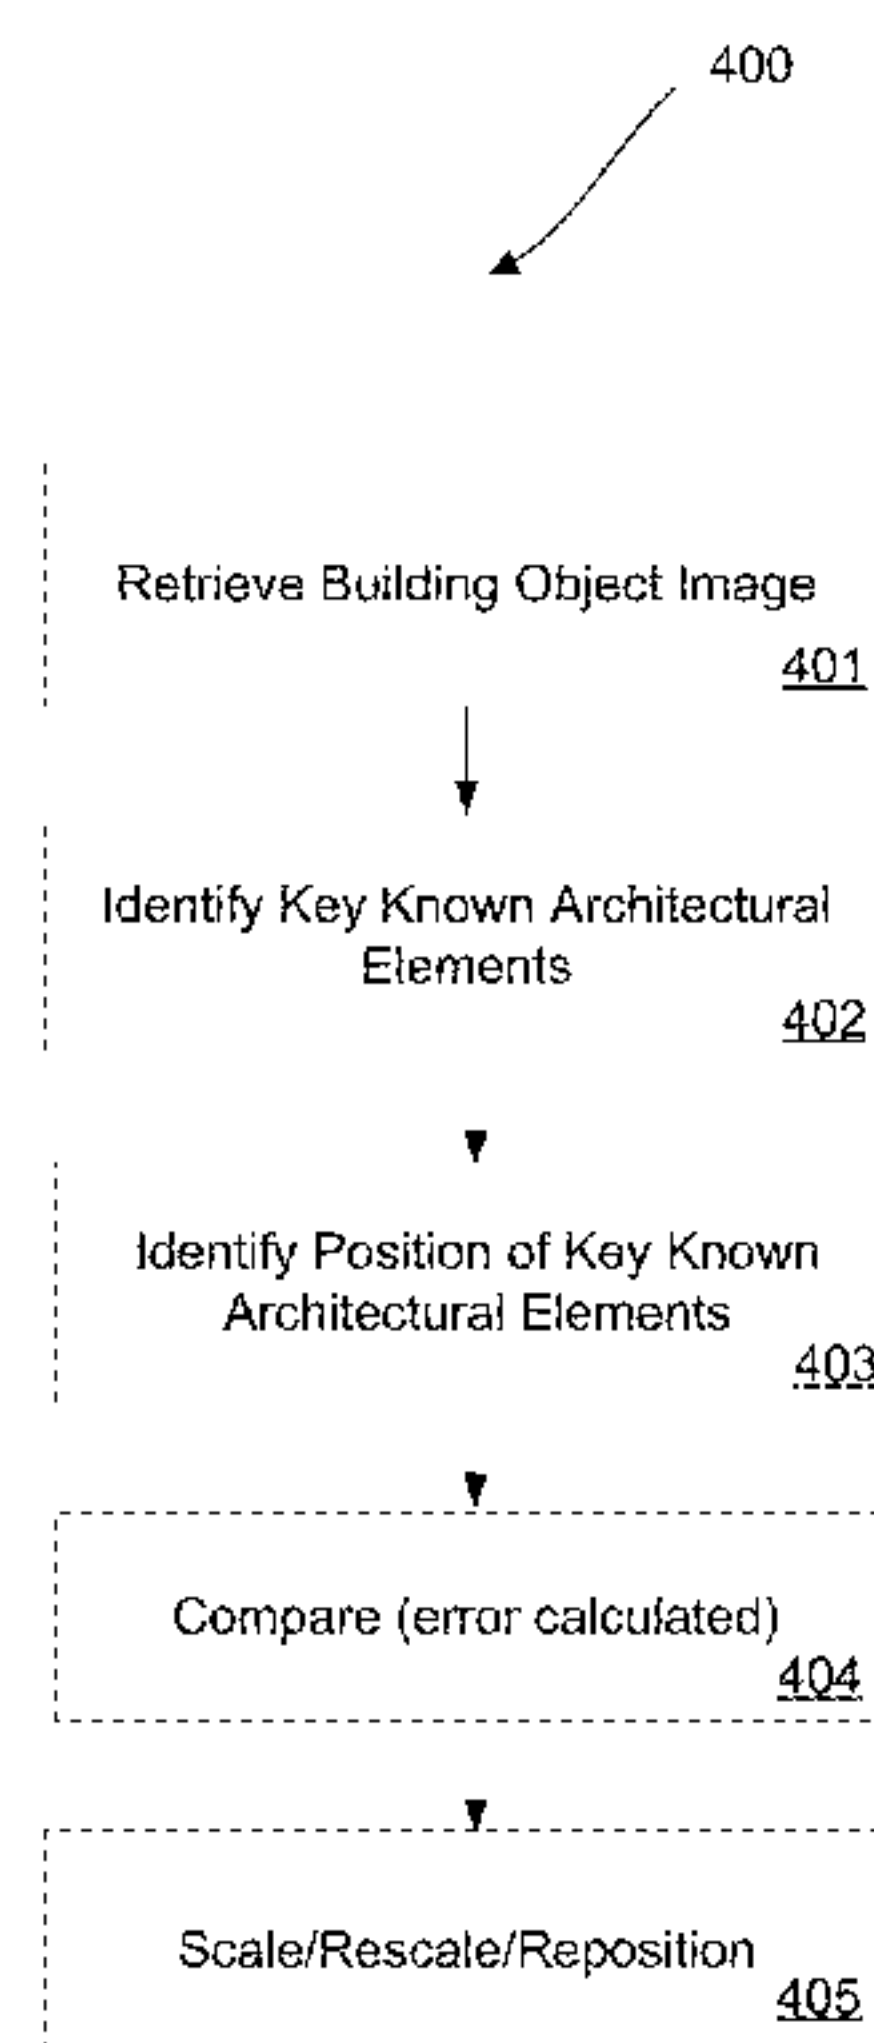 400
Retrieve Building Object Image
401
Identify Key Known Architectural
Elements
402
Identify Position of Key Known
Architectural Elements
403
Compare (error calculated)
404
Scale/Rescale/Reposition
405